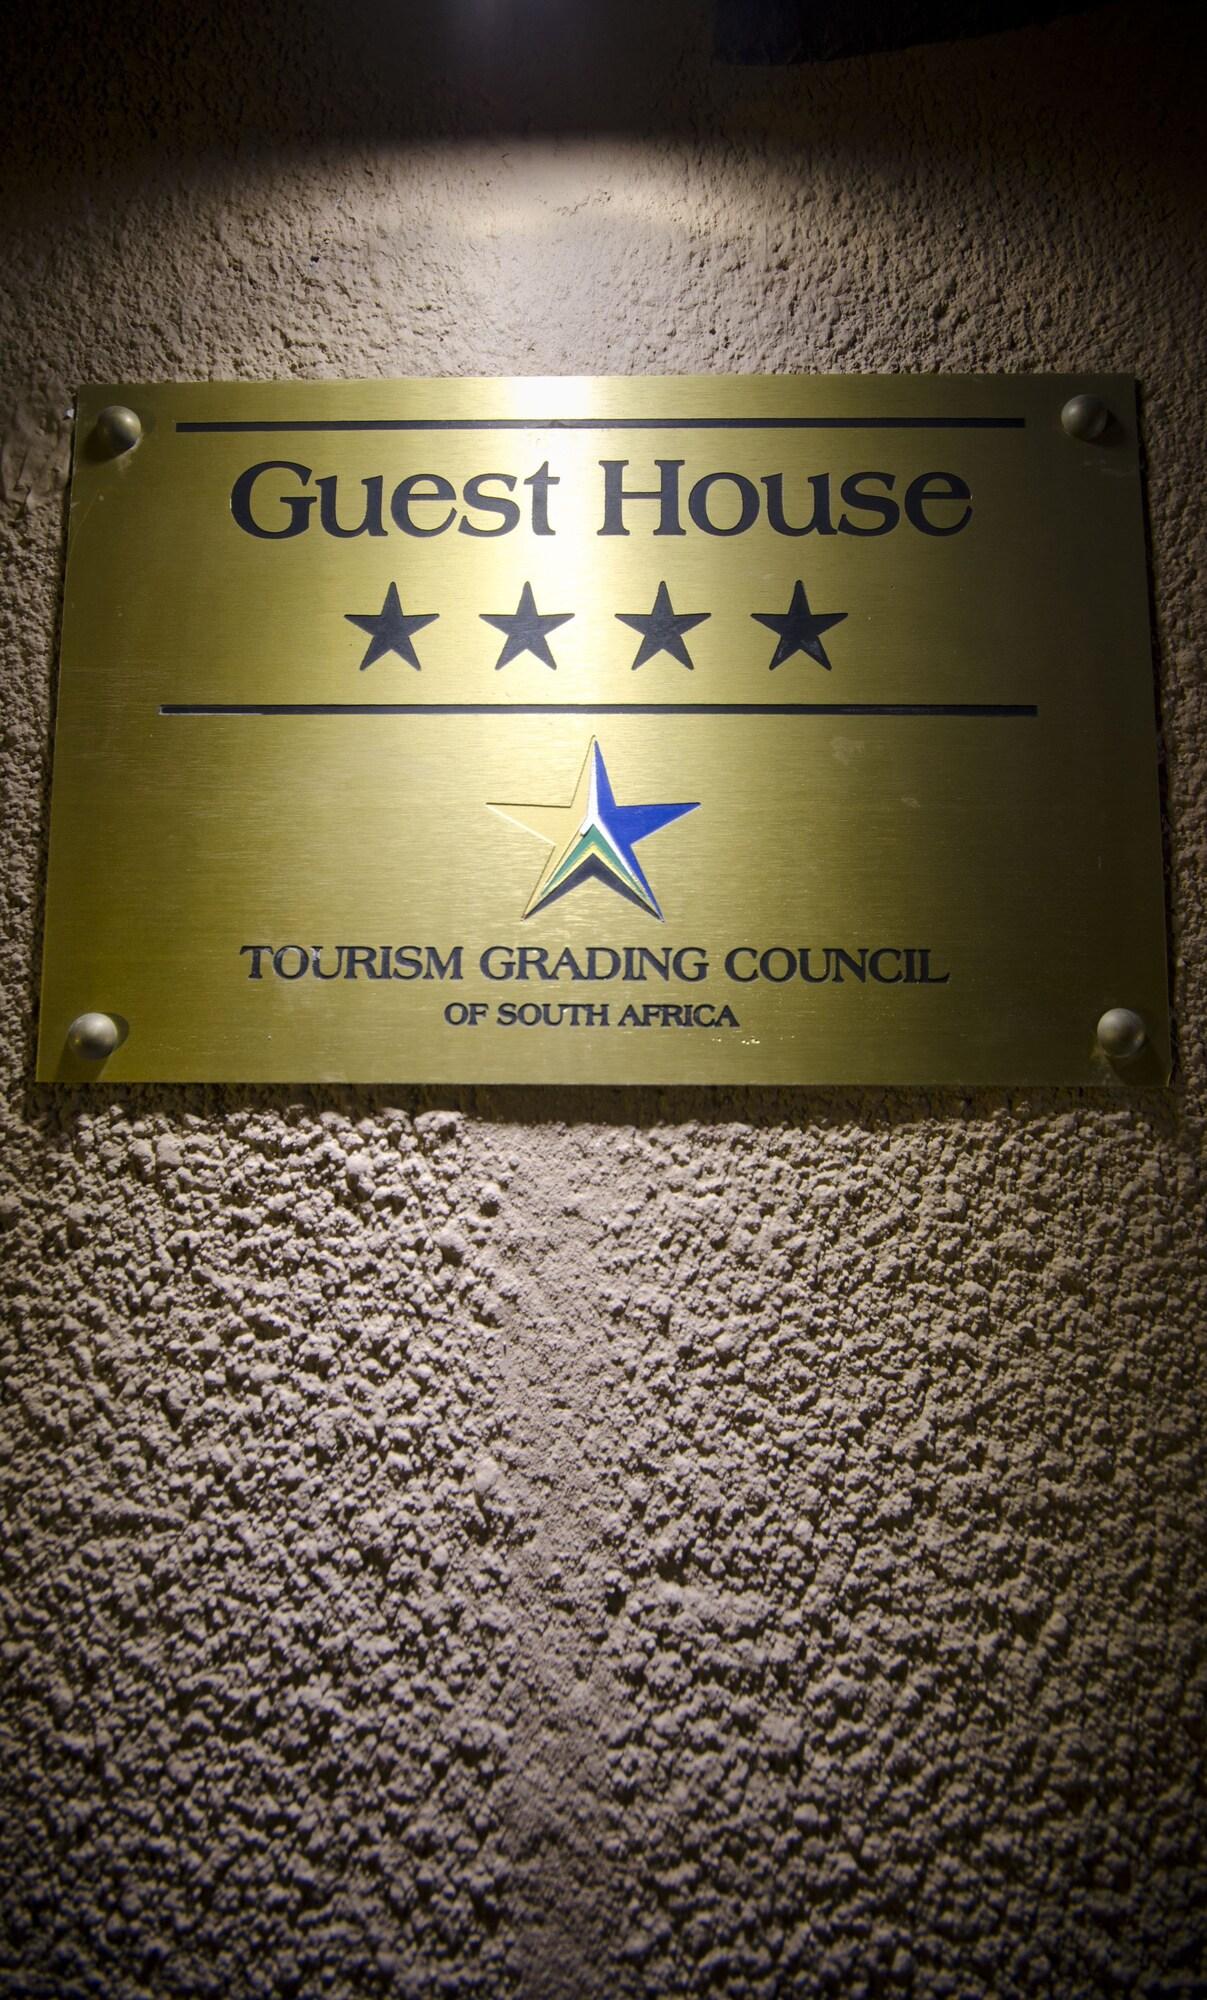 Guest House
★ ★ ★ ★
TOURISM GRADING COUNCIL
OF SOUTH AFRICA